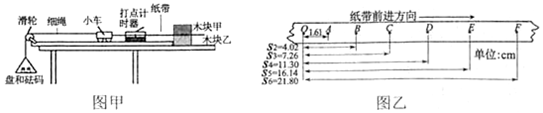 滑轮
细绳
小车
打点计
时器
纸带
木块甲
木块乙
盘和砝码
图甲
纸带前进方向
O 1.61 A B C D E F
S2=4.02
S3=7.26
S4=11.30
S5=16.14
S6=21.80
单位:cm
图乙